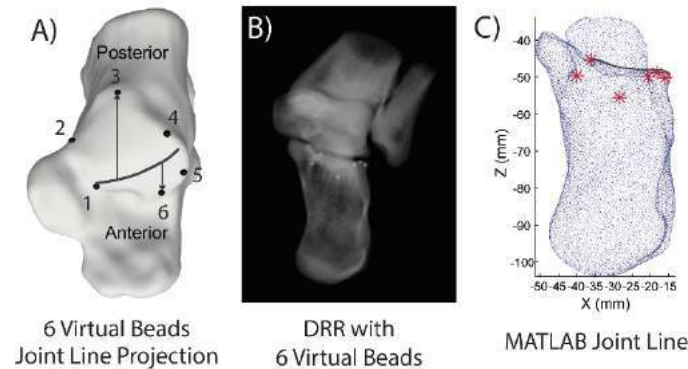 A)
Posterior
3
2
4
5
1
6
Anterior
6 Virtual Beads
Joint Line Projection
B)
DRR with
6 Virtual Beads
C)
-40
-50
-60
-70
-80
-90
-100
Z (mm)
-50 -45 -40 -35 -30 -25 -20 -15
X (mm)
MATLAB Joint Line